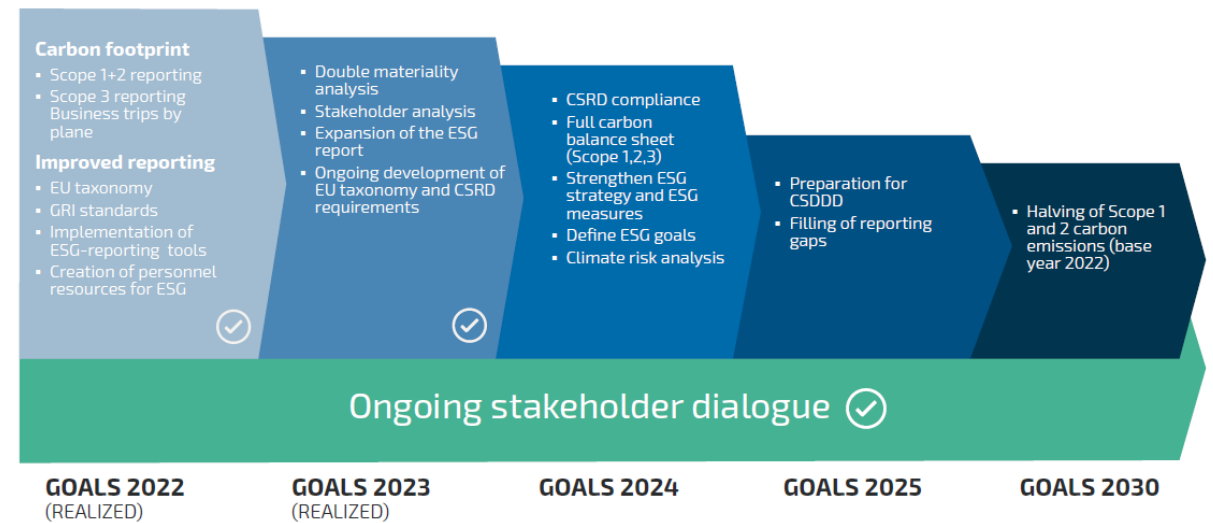 Carbon footprint
▪ Scope 1+2 reporting
▪ Scope 3 reporting
Business trips by
plane
Improved reporting
▪ EU taxonomy
▪ GRI standards
▪ Implementation of
ESG-reporting tools
▪ Creation of personnel
resources for ESG
▪ Double materiality
analysis
▪ Stakeholder analysis
▪ Expansion of the ESG
report
▪ Ongoing development of
EU taxonomy and CSRD
requirements
▪ CSRD compliance
▪ Full carbon
balance sheet
(Scope 1,2,3)
▪ Strengthen ESG
strategy and ESG
measures
▪ Define ESG goals
▪ Climate risk analysis
▪ Preparation for
CSDDD
▪ Filling of reporting
gaps
▪ Halving of Scope 1
and 2 carbon
emissions (base
year 2022)
Ongoing stakeholder dialogue
GOALS 2022
(REALIZED)
GOALS 2023
(REALIZED)
GOALS 2024
GOALS 2025
GOALS 2030